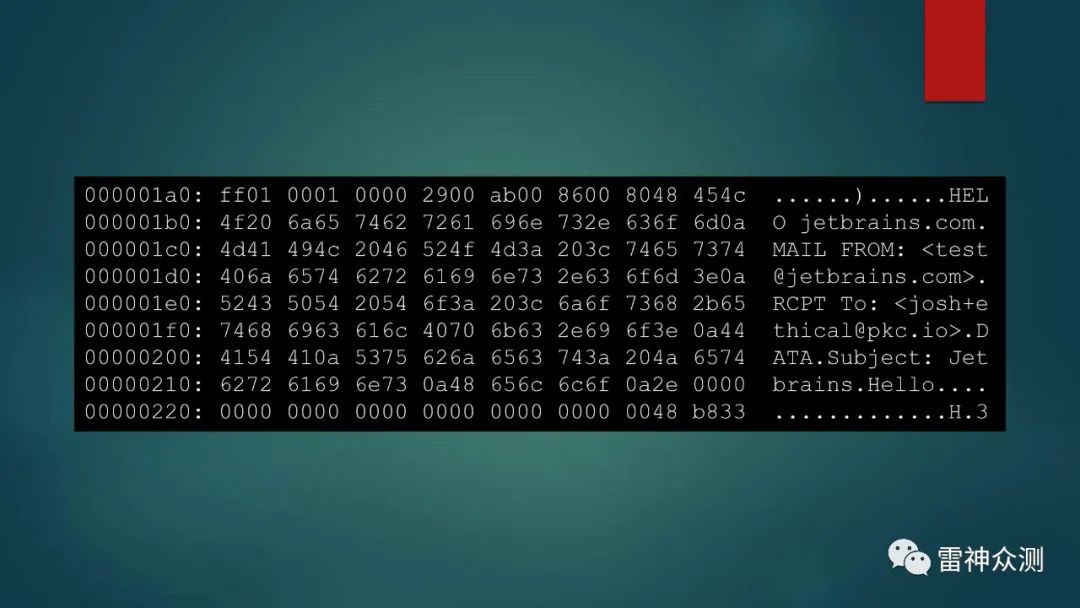 000001a0: ff01 0001 0000 2900 ab00 8600 8048 454c  ......)......HEL
000001b0: 4f20 6a65 7462 7261 696e 732e 636f 6d0a  O jetbrains.com.
000001c0: 4d41 494c 2046 524f 4d3a 203c 7465 7374  MAIL FROM: <test
000001d0: 406a 6574 6272 6169 6e73 2e63 6f6d 3e0a  @jetbrains.com>.
000001e0: 5243 5054 2054 6f3a 203c 6a6f 7368 2b65  RCPT To: <josh+e
000001f0: 7468 6963 616c 4070 6b63 2e69 6f3e 0a44  thical@pkc.io>.D
00000200: 4154 410a 5375 626a 6563 743a 204a 6574  ATA.Subject: Jet
00000210: 6272 6169 6e73 0a48 656c 6c6f 0a2e 0000  brains.Hello....
00000220: 0000 0000 0000 0000 0000 0000 0048 b833  .............H.3
雷神众测